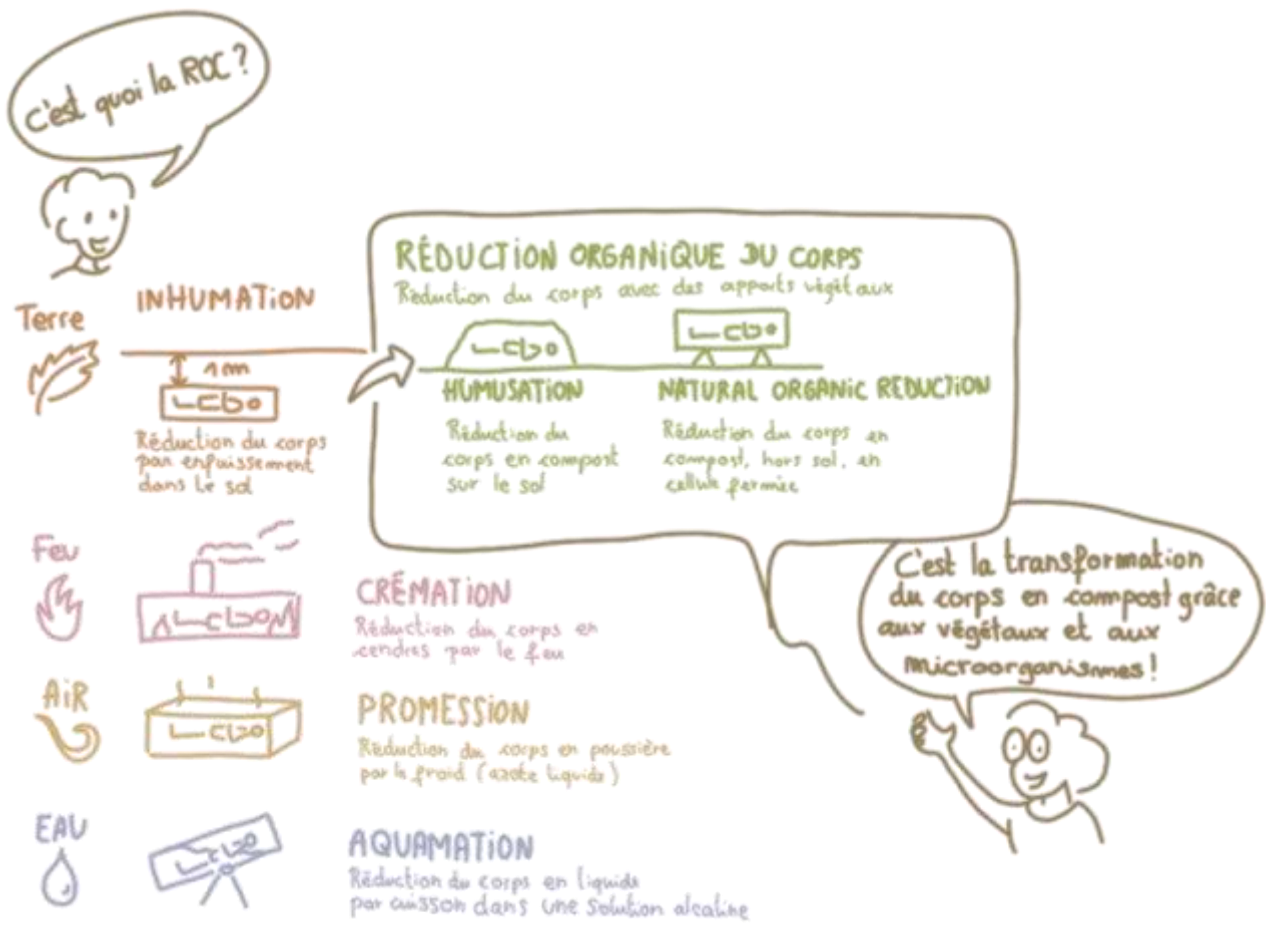 c'est quoi la ROC ?
Terre
INHUMATION
1 m
Réduction du corps
par enfouissement
dans le sol
RÉDUCTION ORGANIQUE DU CORPS
Réduction du corps avec des apports végétaux
HUMUSATION
Réduction du
corps en compost
sur le sol
NATURAL ORGANIC REDUCTION
Réduction du corps en
compost, hors sol, en
cellule fermée
C'est la transformation
du corps en compost grâce
aux végétaux et aux
microorganismes !
Feu
CRÉMATION
Réduction du corps en
cendres par le feu
AIR
PROMESSION
Réduction du corps en poussière
par le froid (azote liquide)
EAU
AQUAMATION
Réduction du corps en liquide
par cuisson dans une solution alcaline